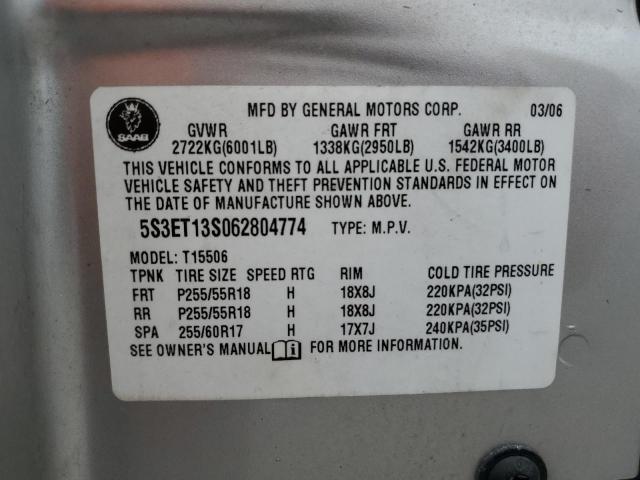 MFD BY GENERAL MOTORS CORP. 03/06
SAAB
GVWR GAWR FRT GAWR RR
2722KG(6001LB) 1338KG(2950LB) 1542KG(3400LB)
THIS VEHICLE CONFORMS TO ALL APPLICABLE U.S. FEDERAL MOTOR
VEHICLE SAFETY AND THEFT PREVENTION STANDARDS IN EFFECT ON
THE DATE OF MANUFACTURE SHOWN ABOVE.
5S3ET13S062804774 TYPE: M.P.V.
MODEL: T15506
TPNK TIRE SIZE SPEED RTG RIM COLD TIRE PRESSURE
FRT P255/55R18 H 18X8J 220KPA(32PSI)
RR P255/55R18 H 18X8J 220KPA(32PSI)
SPA 255/60R17 H 17X7J 240KPA(35PSI)
SEE OWNER'S MANUAL FOR MORE INFORMATION.